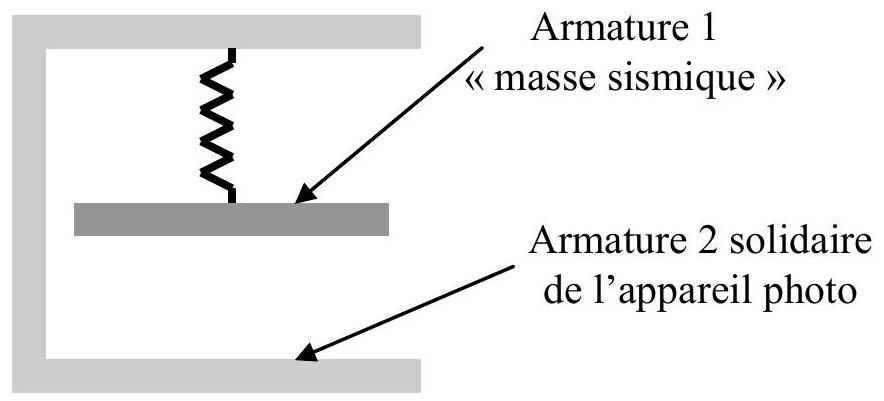 Armature 1
« masse sismique »
Armature 2 solidaire
de l’appareil photo